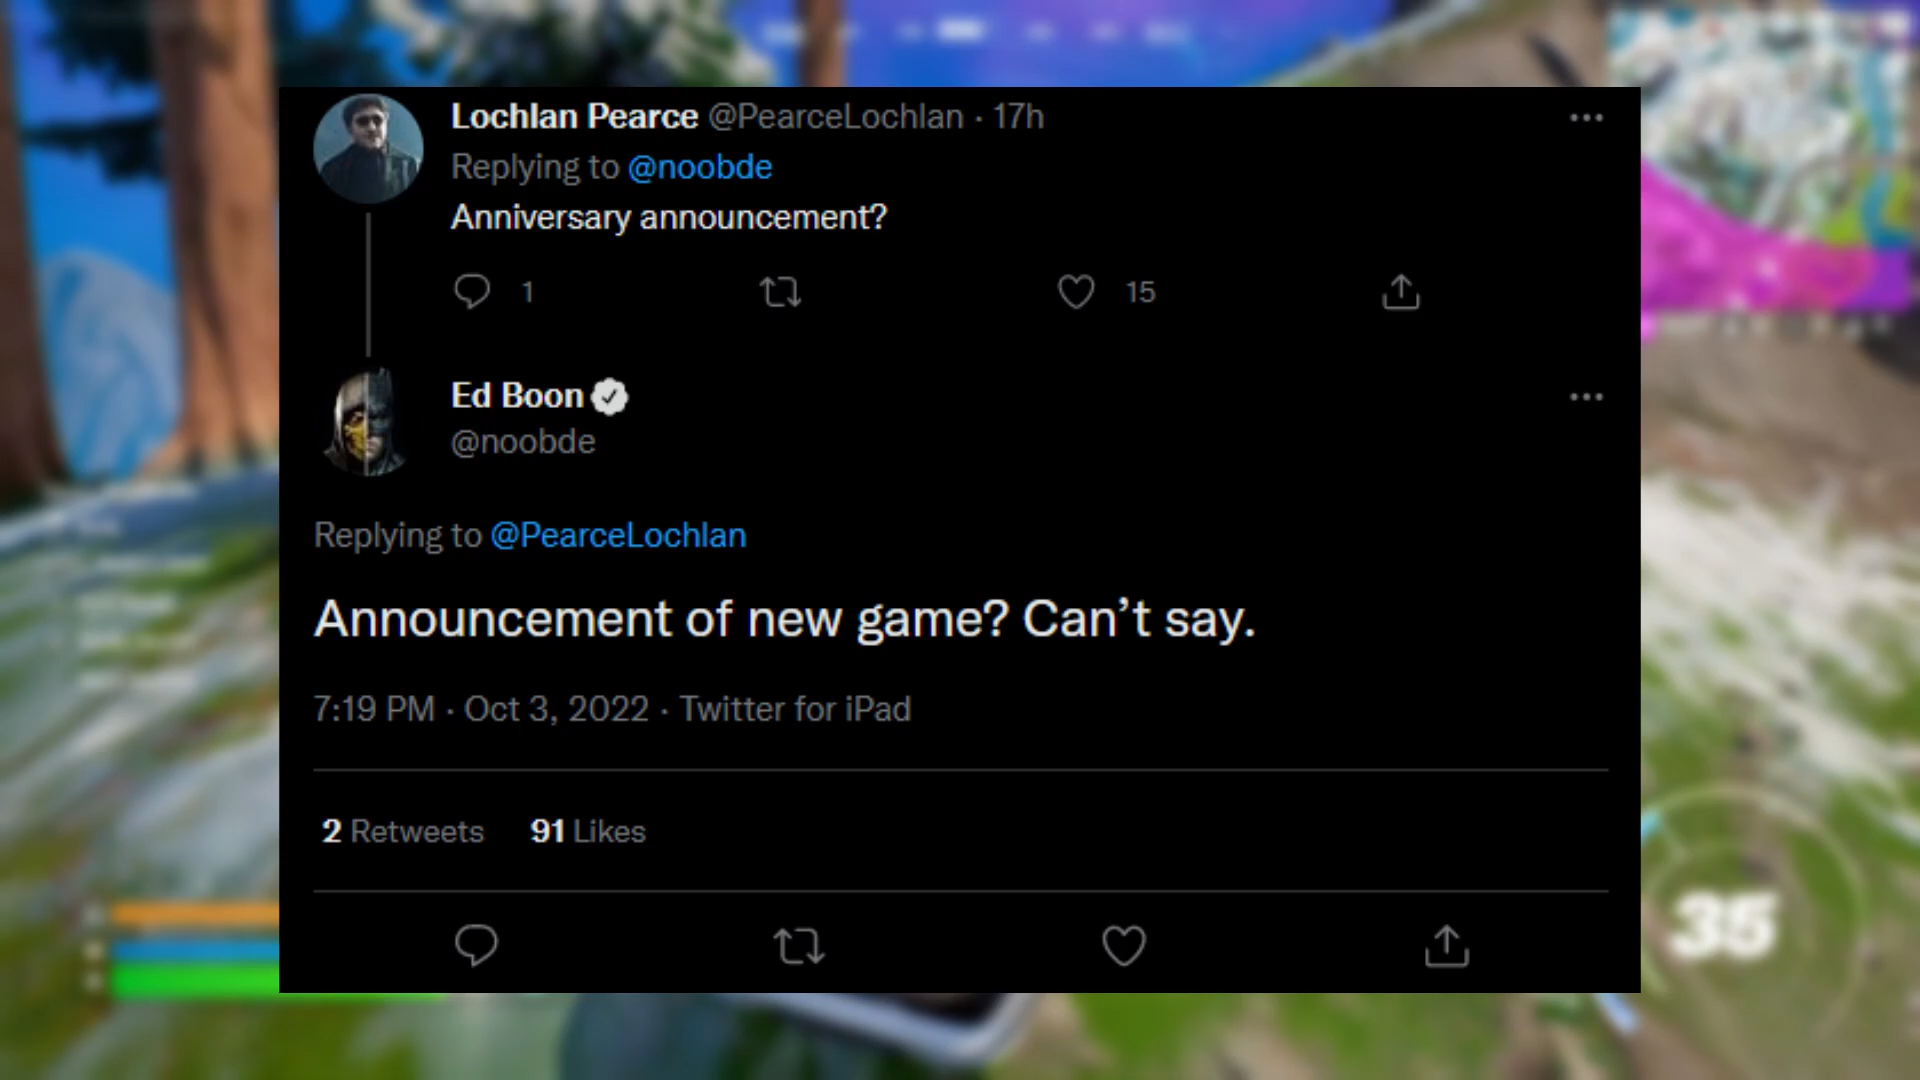 Lochlan Pearce @PearceLochlan · 17h
Replying to @noobde
Anniversary announcement?
1 15
Ed Boon
@noobde
Replying to @PearceLochlan
Announcement of new game? Can’t say.
7:19 PM · Oct 3, 2022 · Twitter for iPad
2 Retweets 91 Likes
35